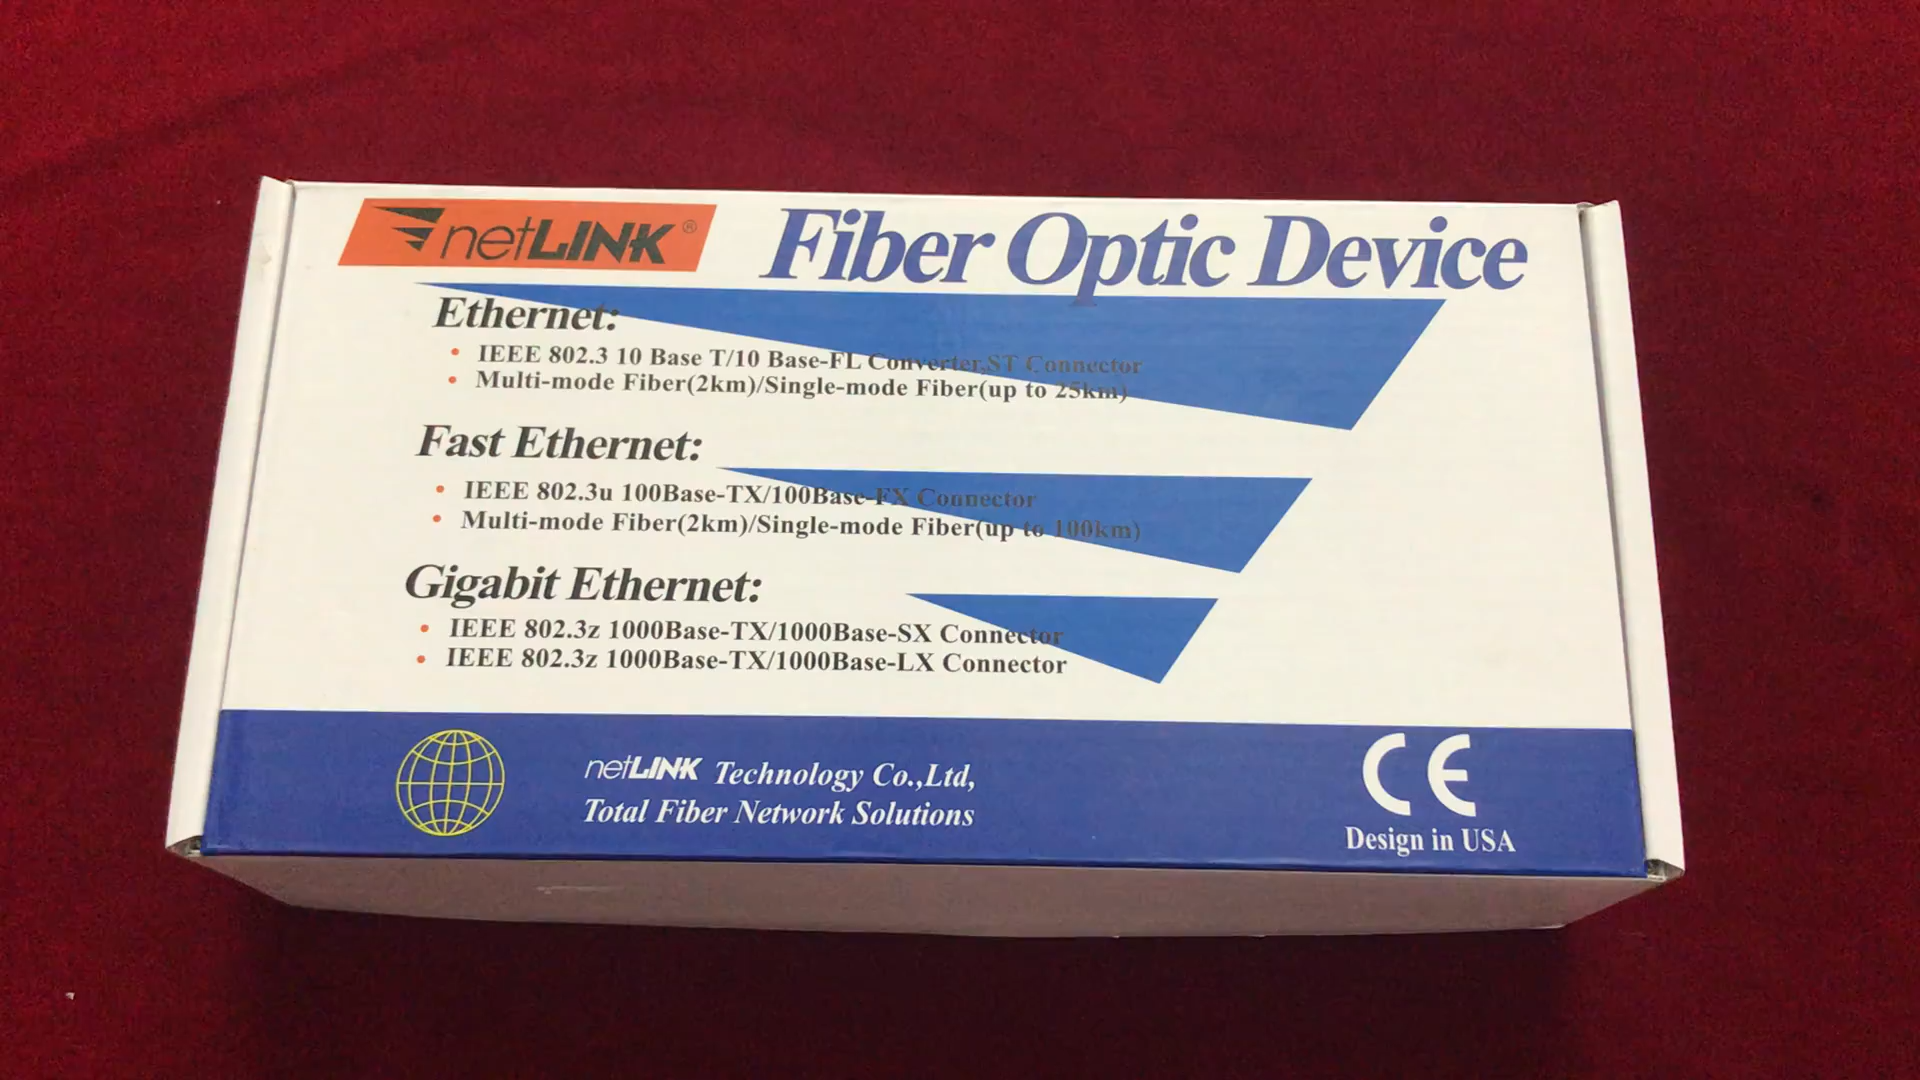 netLINK® Fiber Optic Device
Ethernet:
• IEEE 802.3 10 Base T/10 Base-FL Converter,ST Connector
• Multi-mode Fiber(2km)/Single-mode Fiber(up to 25km)
Fast Ethernet:
• IEEE 802.3u 100Base-TX/100Base-FX Connector
• Multi-mode Fiber(2km)/Single-mode Fiber(up to 100km)
Gigabit Ethernet:
• IEEE 802.3z 1000Base-TX/1000Base-SX Connector
• IEEE 802.3z 1000Base-TX/1000Base-LX Connector
netLINK Technology Co.,Ltd,
Total Fiber Network Solutions
CE
Design in USA